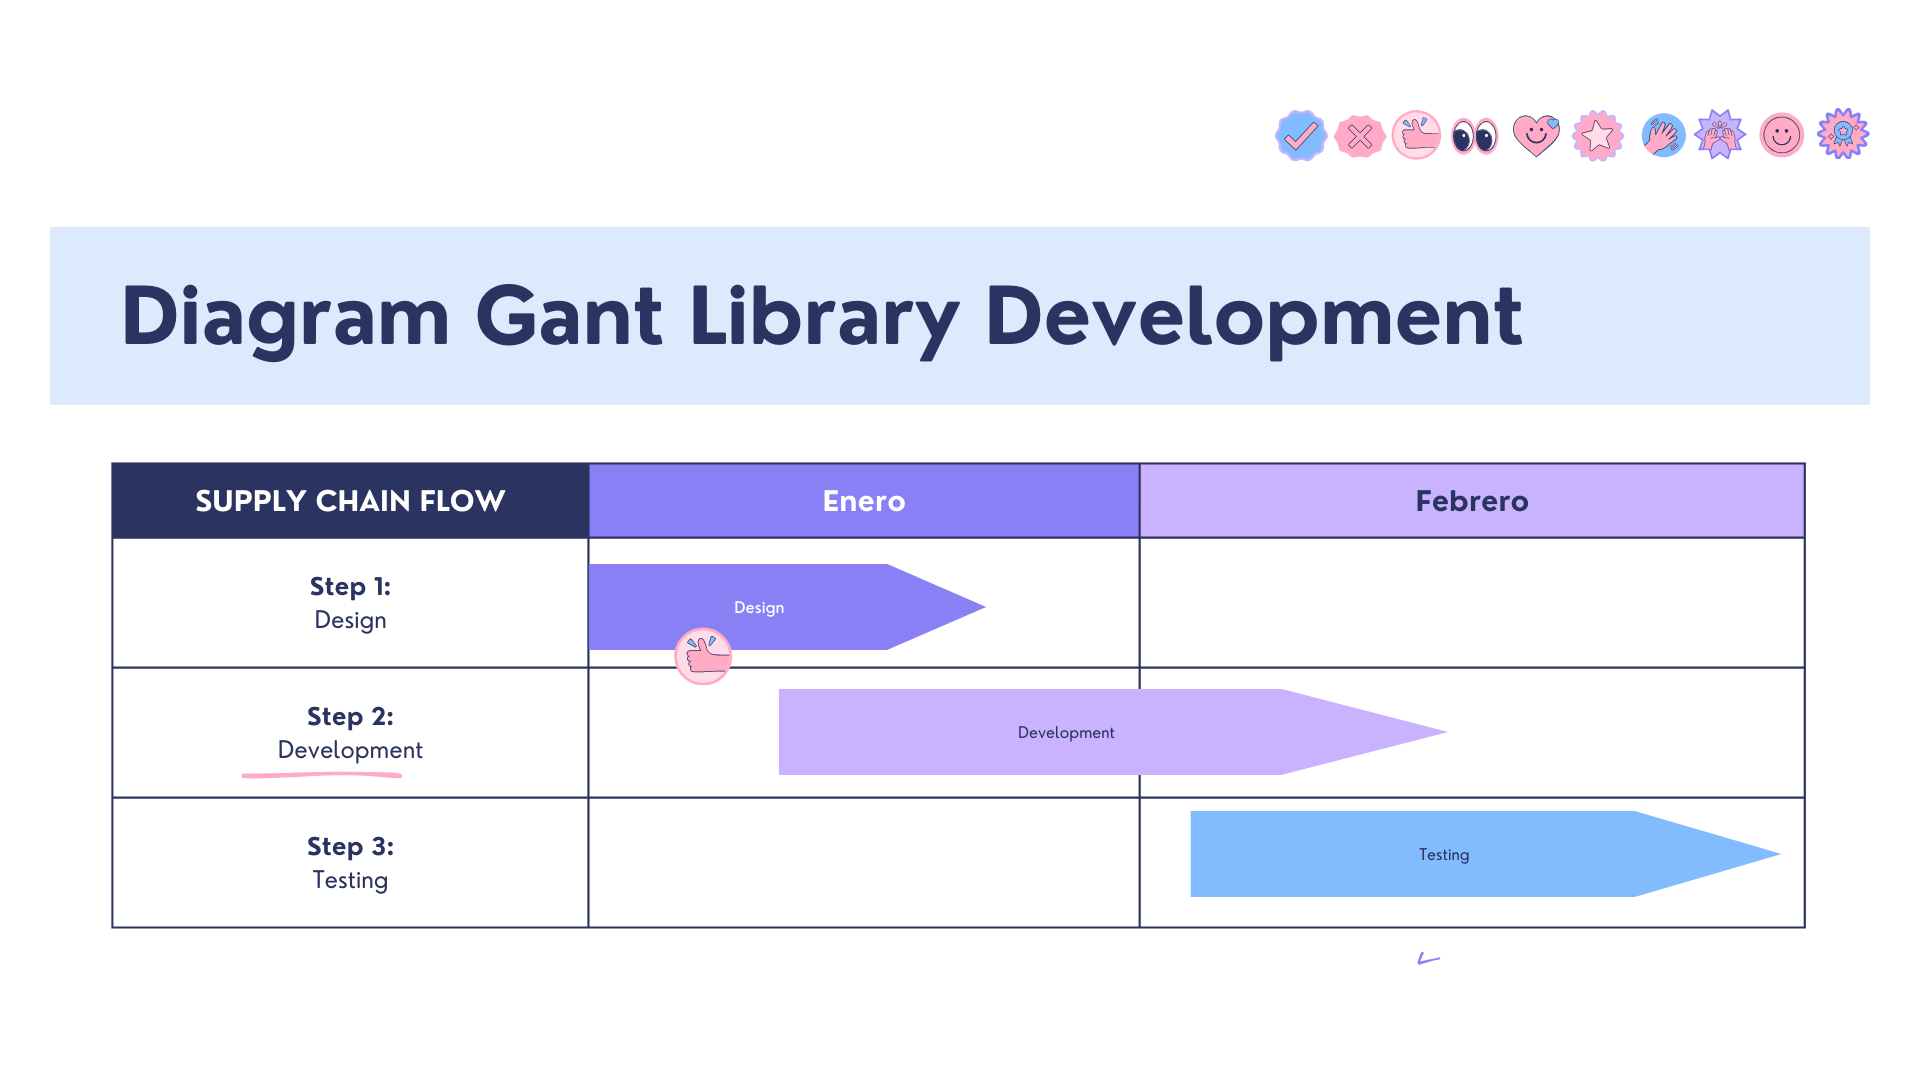 Diagram Gant Library Development
SUPPLY CHAIN FLOW
Enero
Febrero
Step 1:
Design
Design
Step 2:
Development
Development
Step 3:
Testing
Testing